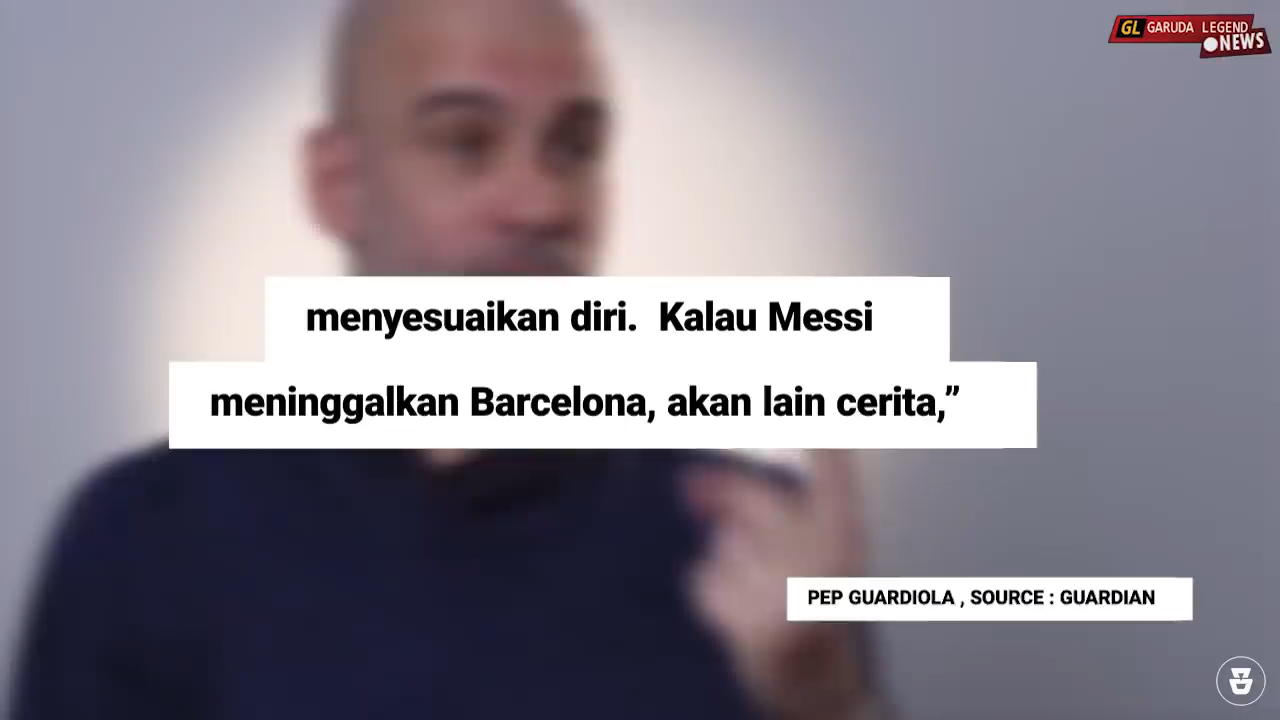 GL GARUDA LEGEND
NEWS
menyesuaikan diri.  Kalau Messi
meninggalkan Barcelona, akan lain cerita,”
PEP GUARDIOLA , SOURCE : GUARDIAN